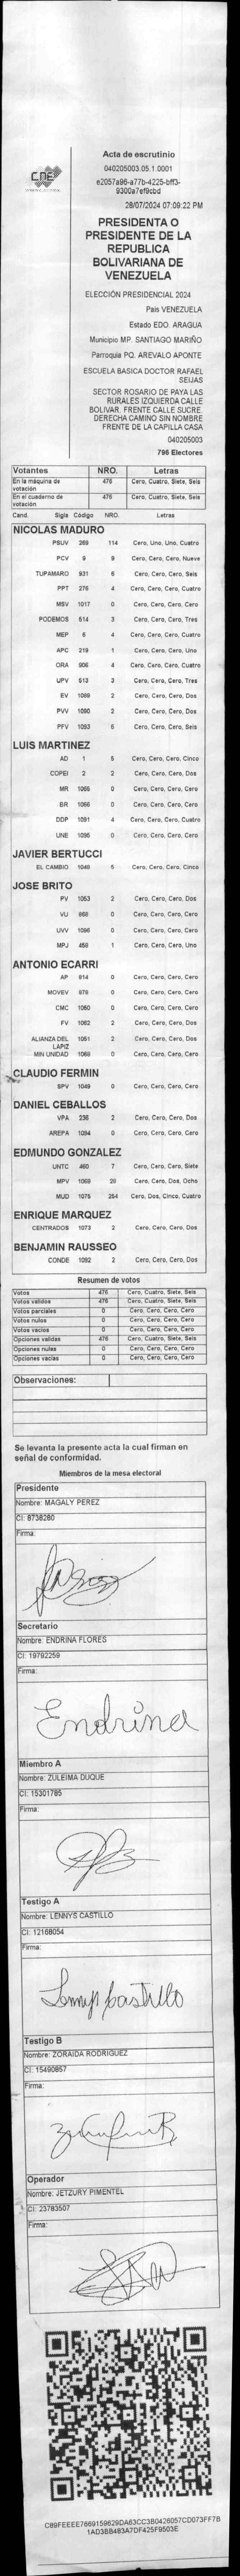 CNE
Acta de escrutinio
040205003.05.1.0001
e2057a96-a77b-4225-bff3-
9300a7ef9cbd
28/07/2024 07:09:22 PM
PRESIDENTA O
PRESIDENTE DE LA
REPUBLICA
BOLIVARIANA DE
VENEZUELA
ELECCIÓN PRESIDENCIAL 2024
País VENEZUELA
Estado EDO. ARAGUA
Municipio MP. SANTIAGO MARIÑO
Parroquia PQ. AREVALO APONTE
ESCUELA BASICA DOCTOR RAFAEL
SEIJAS
SECTOR ROSARIO DE PAYA LAS
RURALES IZQUIERDA CALLE
BOLIVAR. FRENTE CALLE SUCRE.
DERECHA CAMINO SIN NOMBRE
FRENTE DE LA CAPILLA CASA
040205003
796 Electores
Votantes NRO. Letras
En la máquina de votación 476 Cero, Cuatro, Siete, Seis
En el cuaderno de votación 476 Cero, Cuatro, Siete, Seis
Cand. Sigla Código NRO. Letras
NICOLAS MADURO
PSUV 269 114 Cero, Uno, Uno, Cuatro
PCV 9 9 Cero, Cero, Cero, Nueve
TUPAMARO 931 6 Cero, Cero, Cero, Seis
PPT 276 4 Cero, Cero, Cero, Cuatro
MSV 1017 0 Cero, Cero, Cero, Cero
PODEMOS 514 3 Cero, Cero, Cero, Tres
MEP 6 4 Cero, Cero, Cero, Cuatro
APC 219 1 Cero, Cero, Cero, Uno
ORA 906 4 Cero, Cero, Cero, Cuatro
UPV 513 3 Cero, Cero, Cero, Tres
EV 1089 2 Cero, Cero, Cero, Dos
PVV 1090 2 Cero, Cero, Cero, Dos
PFV 1093 6 Cero, Cero, Cero, Seis
LUIS MARTINEZ
AD 1 5 Cero, Cero, Cero, Cinco
COPEI 2 2 Cero, Cero, Cero, Dos
MR 1065 0 Cero, Cero, Cero, Cero
BR 1066 0 Cero, Cero, Cero, Cero
DDP 1091 4 Cero, Cero, Cero, Cuatro
UNE 1095 0 Cero, Cero, Cero, Cero
JAVIER BERTUCCI
EL CAMBIO 1046 5 Cero, Cero, Cero, Cinco
JOSE BRITO
PV 1053 2 Cero, Cero, Cero, Dos
VU 868 0 Cero, Cero, Cero, Cero
UVV 1096 0 Cero, Cero, Cero, Cero
MPJ 458 1 Cero, Cero, Cero, Uno
ANTONIO ECARRI
AP 914 0 Cero, Cero, Cero, Cero
MOVEV 978 0 Cero, Cero, Cero, Cero
CMC 1060 0 Cero, Cero, Cero, Cero
FV 1062 2 Cero, Cero, Cero, Dos
ALIANZA DEL LAPIZ 1051 2 Cero, Cero, Cero, Dos
MIN UNIDAD 1068 0 Cero, Cero, Cero, Cero
CLAUDIO FERMIN
SPV 1049 0 Cero, Cero, Cero, Cero
DANIEL CEBALLOS
VPA 236 2 Cero, Cero, Cero, Dos
AREPA 1094 0 Cero, Cero, Cero, Cero
EDMUNDO GONZALEZ
UNTC 460 7 Cero, Cero, Cero, Siete
MPV 1069 28 Cero, Cero, Dos, Ocho
MUD 1075 254 Cero, Dos, Cinco, Cuatro
ENRIQUE MARQUEZ
CENTRADOS 1073 2 Cero, Cero, Cero, Dos
BENJAMIN RAUSSEO
CONDE 1092 2 Cero, Cero, Cero, Dos
Resumen de votos
Votos 476 Cero, Cuatro, Siete, Seis
Votos válidos 476 Cero, Cuatro, Siete, Seis
Votos parciales 0 Cero, Cero, Cero, Cero
Votos nulos 0 Cero, Cero, Cero, Cero
Votos vacíos 0 Cero, Cero, Cero, Cero
Opciones válidas 476 Cero, Cuatro, Siete, Seis
Opciones nulas 0 Cero, Cero, Cero, Cero
Opciones vacías 0 Cero, Cero, Cero, Cero
Observaciones:
Se levanta la presente acta la cual firman en
señal de conformidad.
Miembros de la mesa electoral
Presidente
Nombre: MAGALY PEREZ
CI: 8738280
Firma:
Secretario
Nombre: ENDRINA FLORES
CI: 19792259
Firma:
Endrina
Miembro A
Nombre: ZULEIMA DUQUE
CI: 15301785
Firma:
Testigo A
Nombre: LENNYS CASTILLO
CI: 12168054
Firma:
Lennys Castillo
Testigo B
Nombre: ZORAIDA RODRIGUEZ
CI: 15490857
Firma:
Operador
Nombre: JETZURY PIMENTEL
CI: 23783507
Firma:
C89FEEEE7669159629DA63CC3B0426057CD073FF7B
1AD3BB483A7DF425F9503E